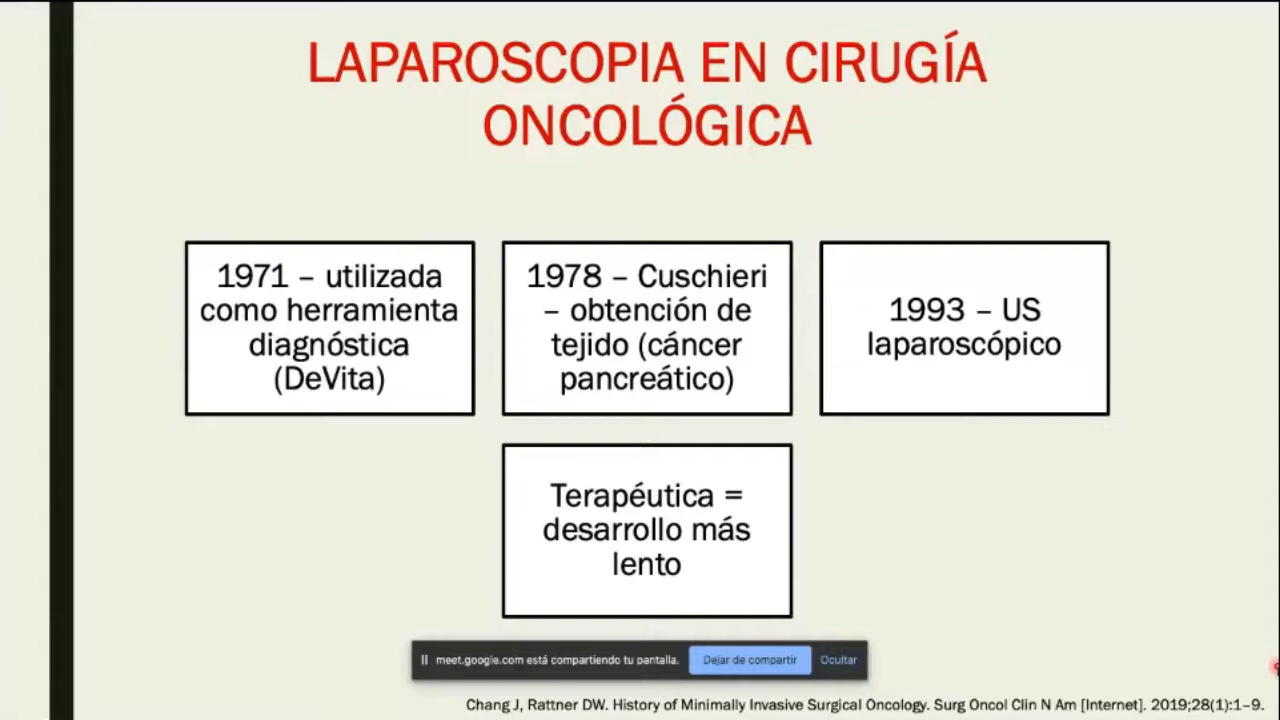 LAPAROSCOPIA EN CIRUGÍA
ONCOLÓGICA
1971 – utilizada
como herramienta
diagnóstica
(DeVita)
1978 – Cuschieri
– obtención de
tejido (cáncer
pancreático)
1993 – US
laparoscópico
Terapéutica =
desarrollo más
lento
meet.google.com está compartiendo tu pantalla.
Dejar de compartir
Ocultar
Chang J, Rattner DW. History of Minimally Invasive Surgical Oncology. Surg Oncol Clin N Am [Internet]. 2019;28(1):1–9.